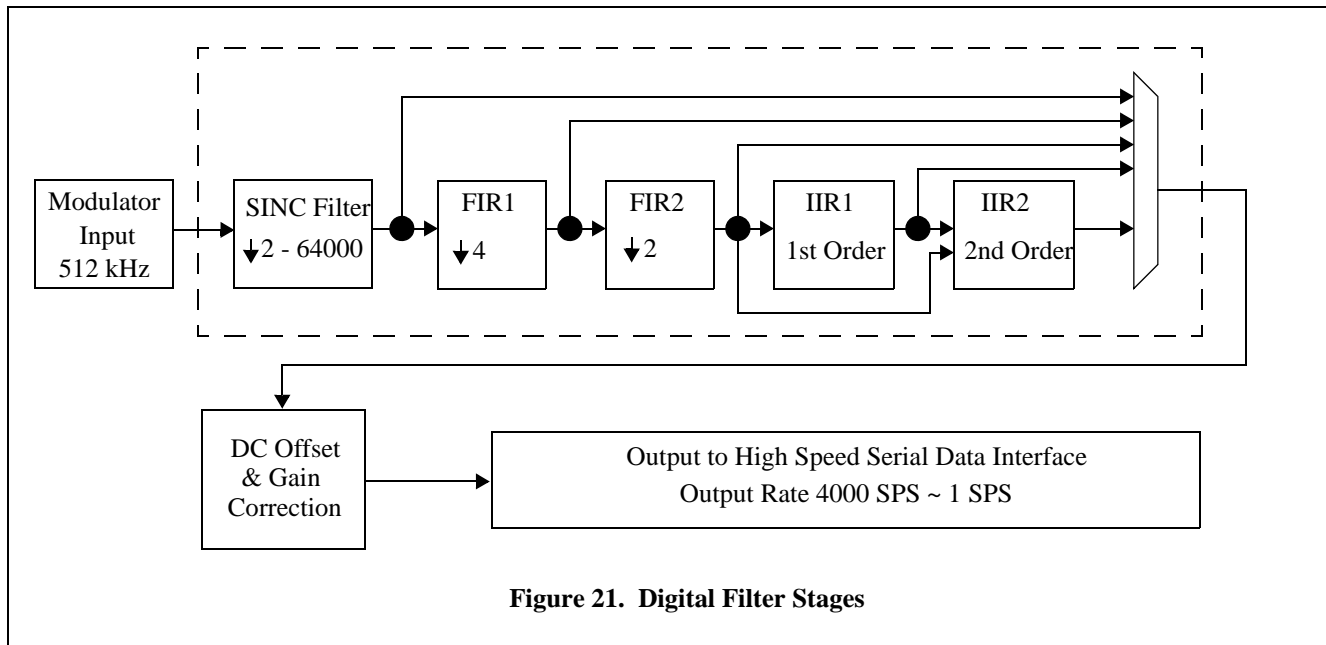 Modulator
Input
512 kHz
SINC Filter
↓2 - 64000
FIR1
↓4
FIR2
↓2
IIR1
1st Order
IIR2
2nd Order
DC Offset
& Gain
Correction
Output to High Speed Serial Data Interface
Output Rate 4000 SPS ~ 1 SPS
Figure 21. Digital Filter Stages